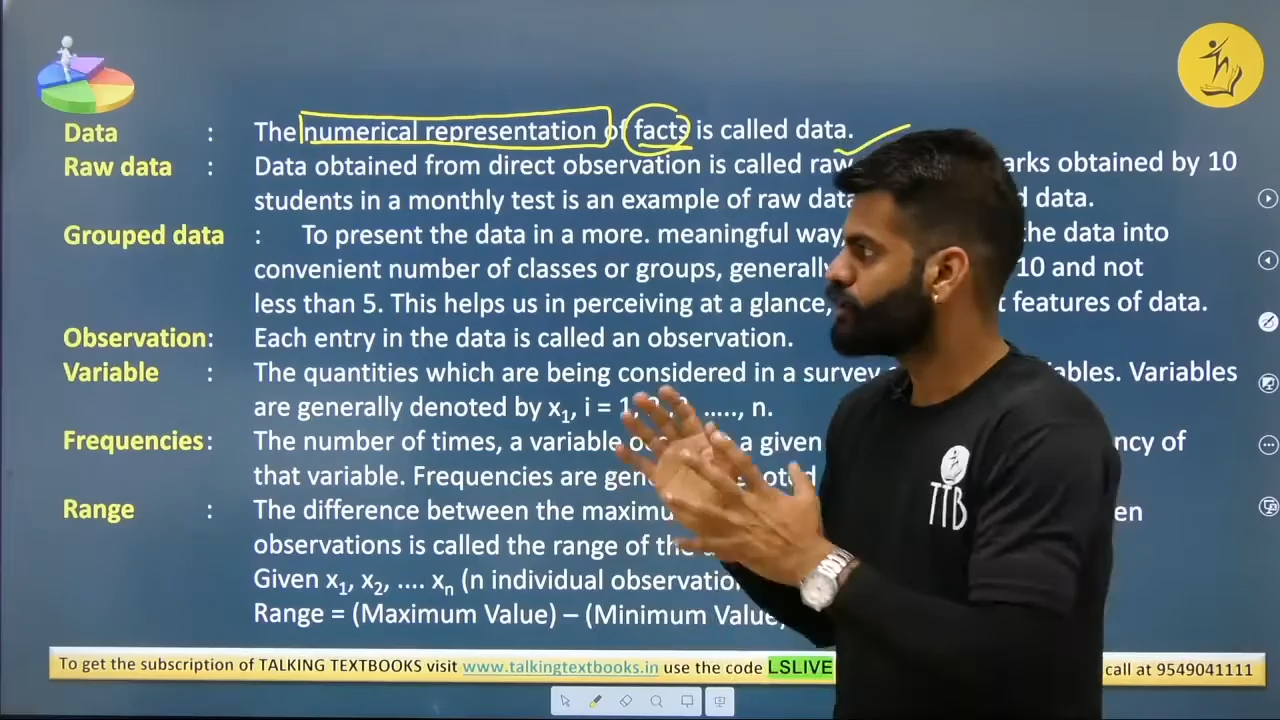 Data : The numerical representation of facts is called data.
Raw data : Data obtained from direct observation is called raw arks obtained by 10
students in a monthly test is an example of raw data d data.
Grouped data : To present the data in a more. meaningful way, the data into
convenient number of classes or groups, generally 10 and not
less than 5. This helps us in perceiving at a glance, t features of data.
Observation: Each entry in the data is called an observation.
Variable : The quantities which are being considered in a survey ables. Variables
are generally denoted by x₁, i = 1, ....., n.
Frequencies: The number of times, a variable a given ncy of
that variable. Frequencies are
Range : The difference between the en
observations is called the range of
Given x₁, x₂, .... xₙ (n individual
Range = (Maximum Value) – (Minimum Value
To get the subscription of TALKING TEXTBOOKS visit www.talkingtextbooks.in use the code LSLIVE call at 9549041111
TTB